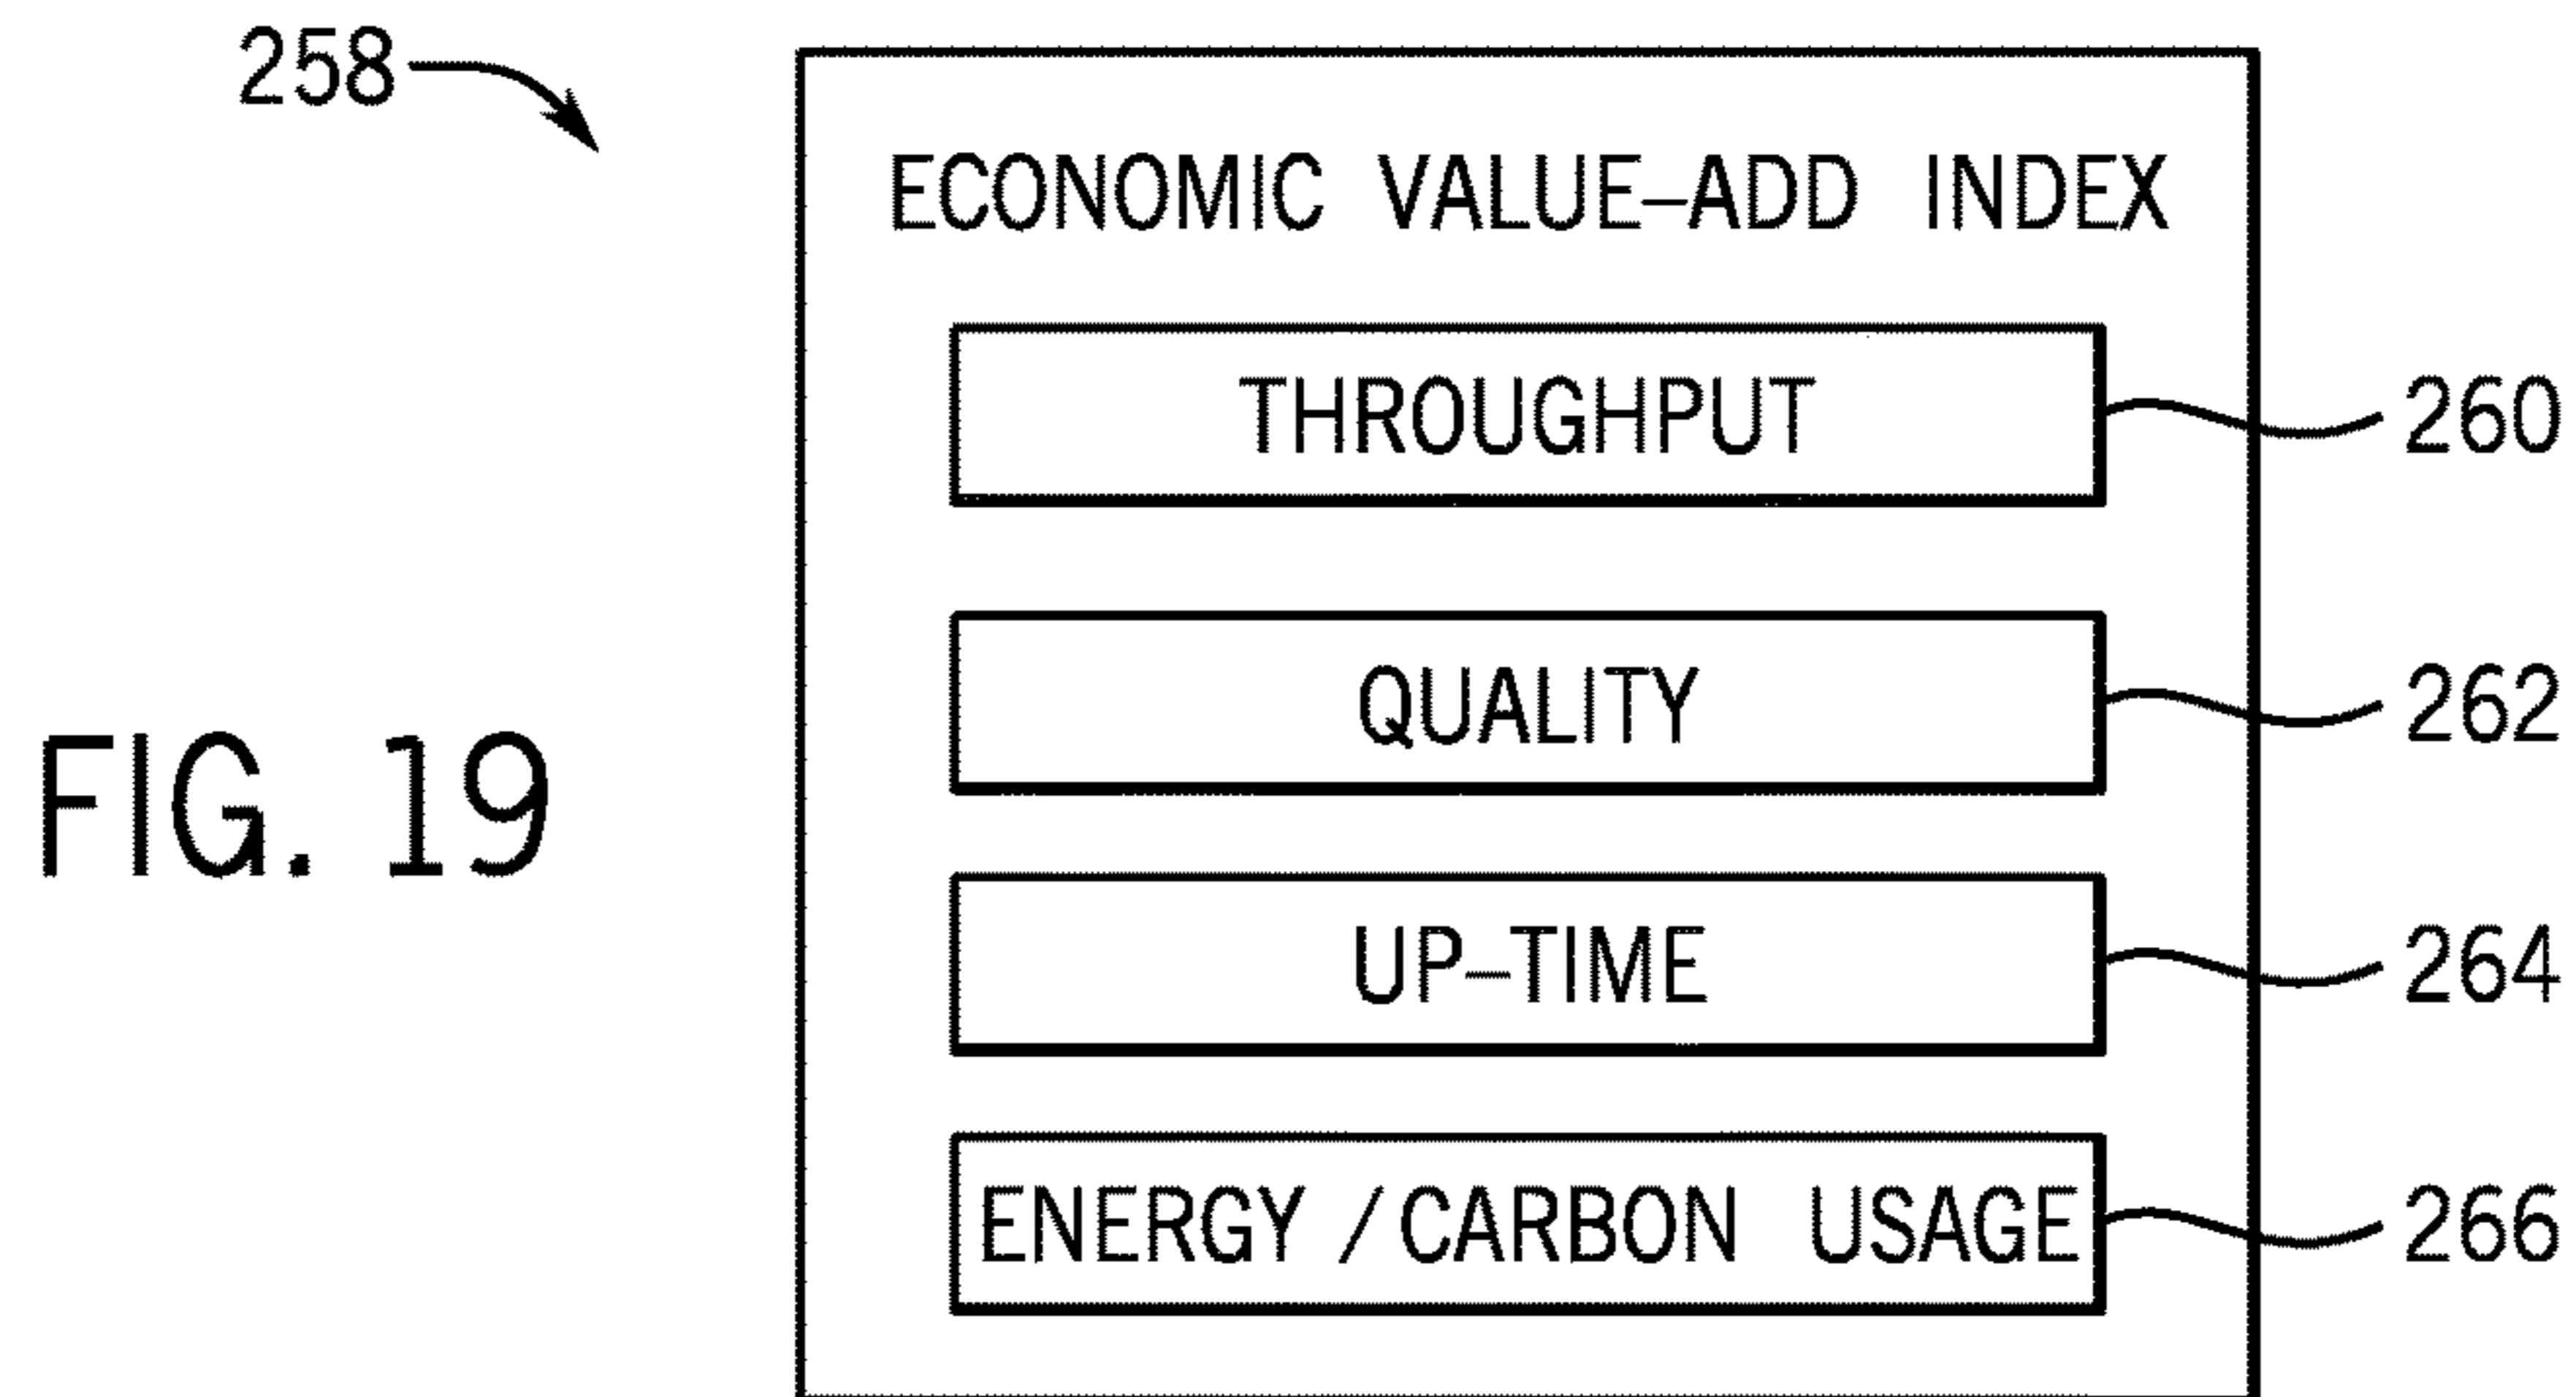 258
ECONOMIC VALUE-ADD INDEX
THROUGHPUT
260
QUALITY
262
FIG. 19
UP-TIME
264
ENERGY/CARBON USAGE
266